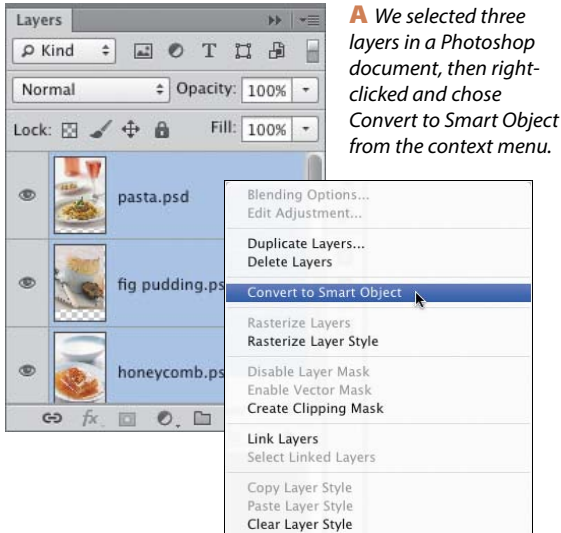 Layers
Kind
Normal
Opacity: 100%
Lock:
Fill: 100%
pasta.psd
fig pudding.ps
honeycomb.ps
fx
A We selected three
layers in a Photoshop
document, then right-
clicked and chose
Convert to Smart Object
from the context menu.
Blending Options...
Edit Adjustment...
Duplicate Layers...
Delete Layers
Convert to Smart Object
Rasterize Layers
Rasterize Layer Style
Disable Layer Mask
Enable Vector Mask
Create Clipping Mask
Link Layers
Select Linked Layers
Copy Layer Style
Paste Layer Style
Clear Layer Style